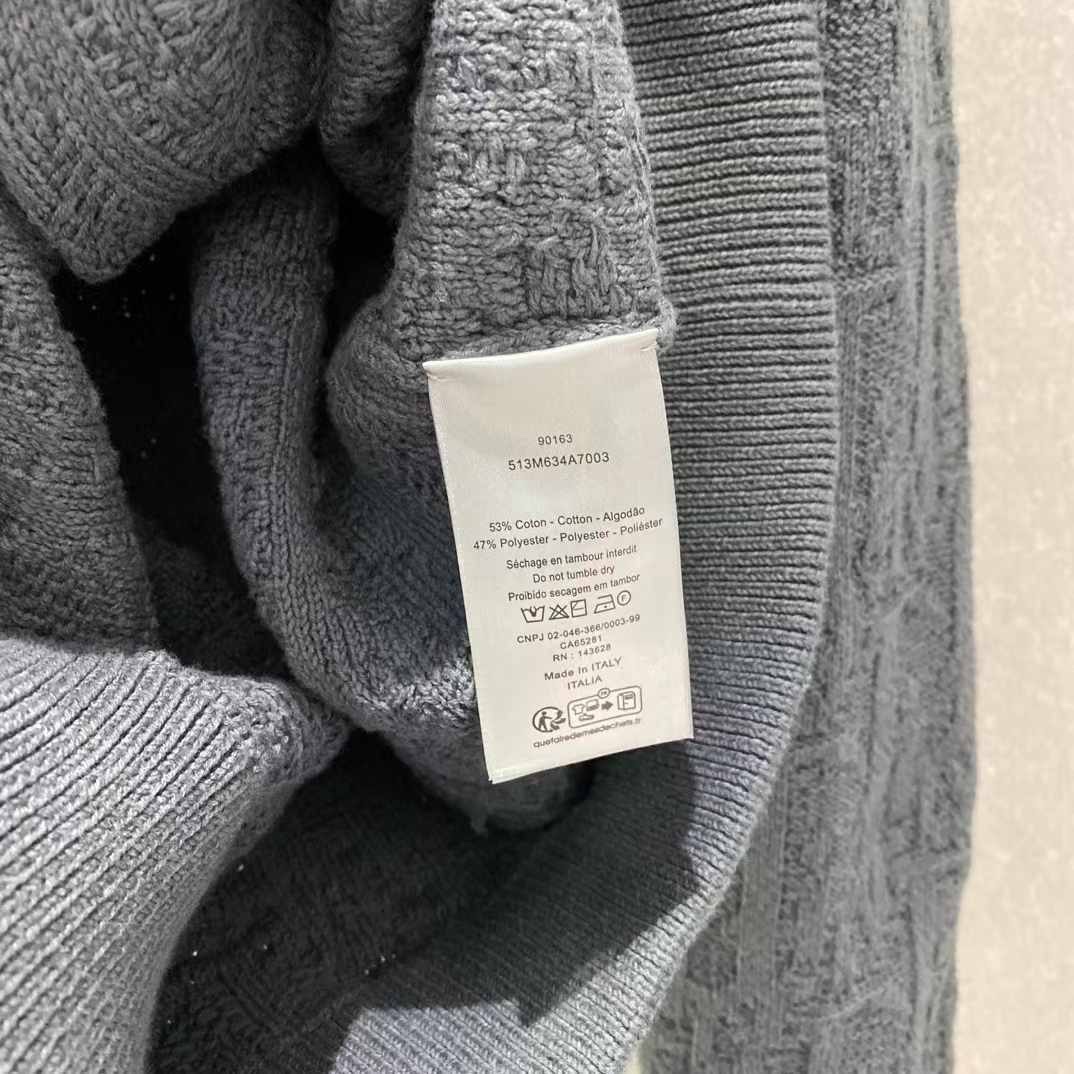 90163
513M634A7003
53% Coton - Cotton - Algodão
47% Polyester - Polyester - Poliéster
Séchage en tambour interdit
Do not tumble dry
Proibido secagem em tambor
F
CNPJ 02-046-366/0003-99
CA65281
RN : 143628
Made In ITALY
ITALIA
FR
quefairedemesdechets.fr